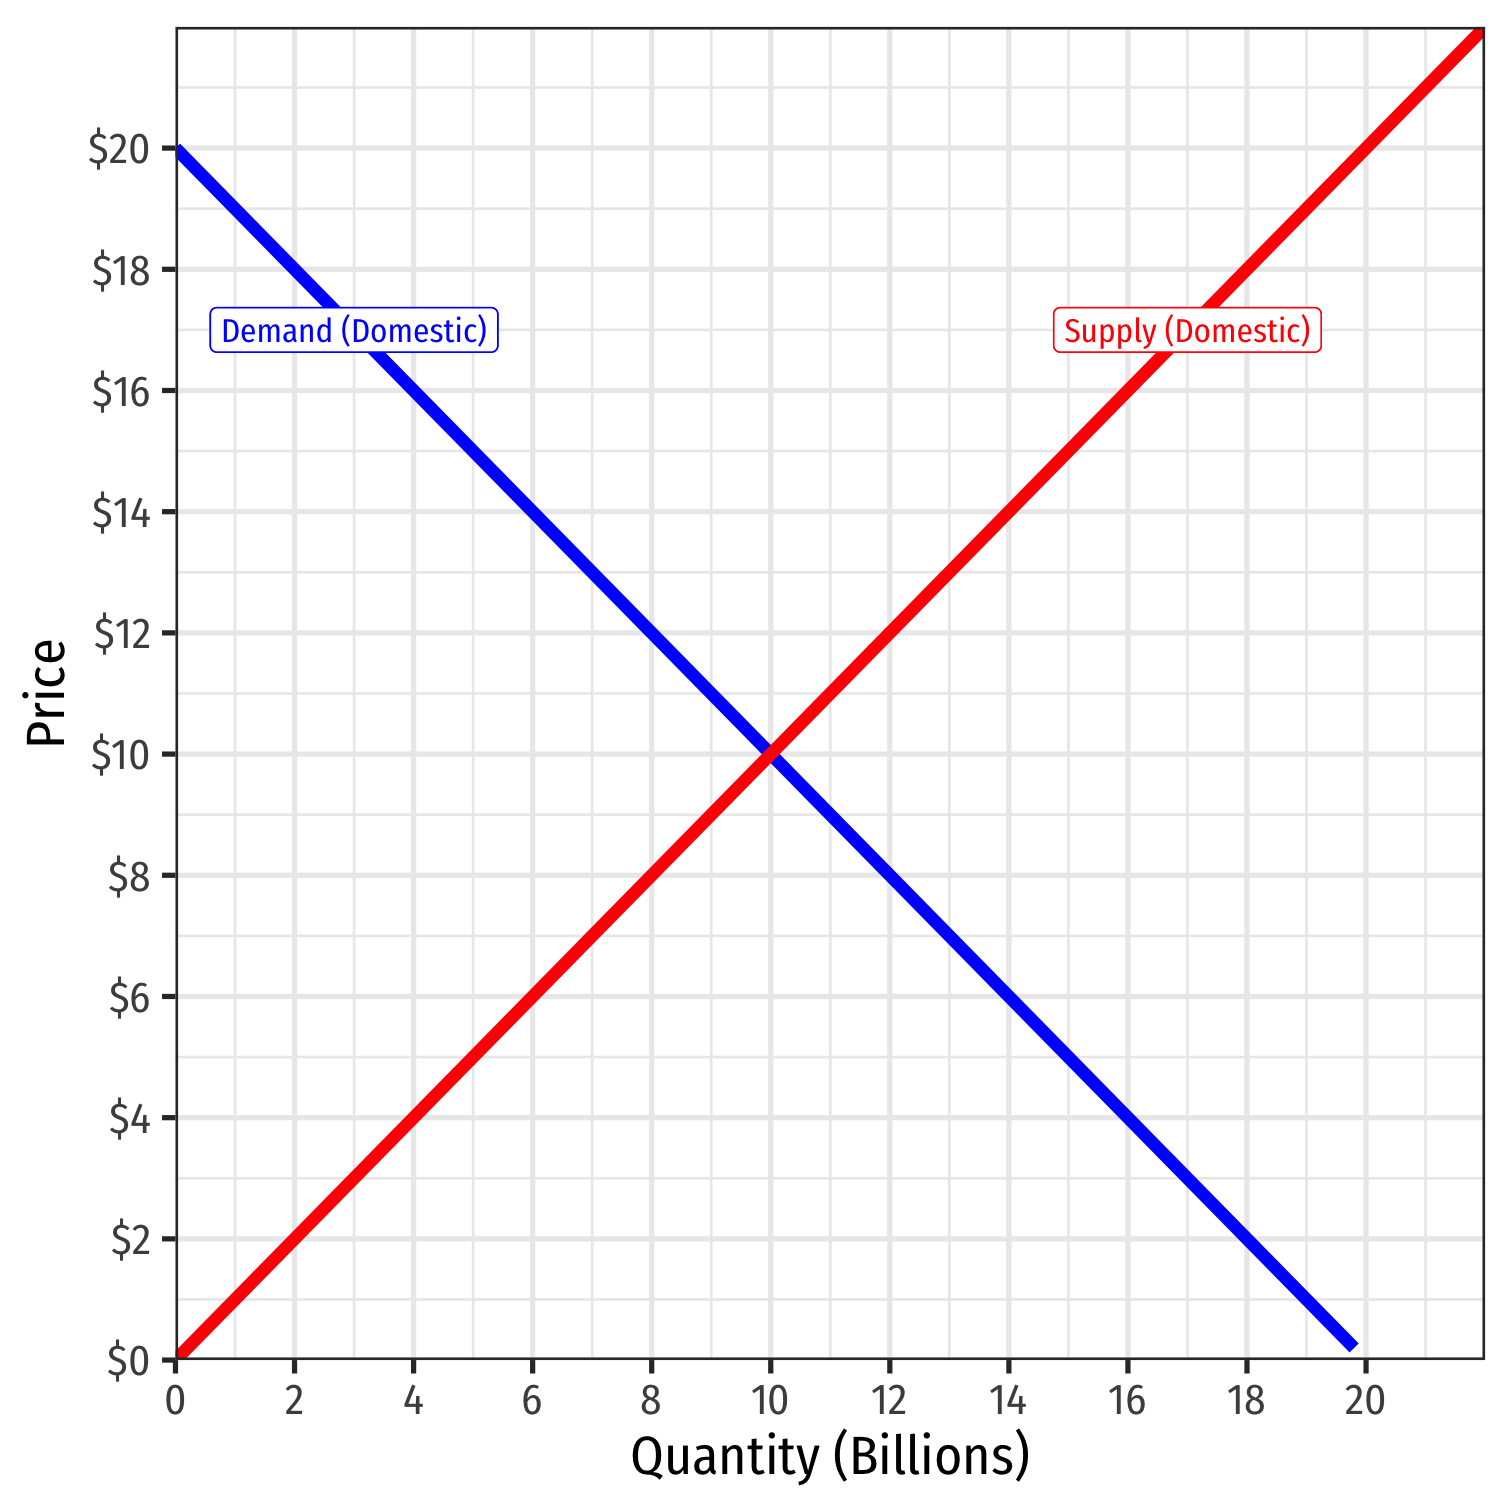 $20
$18
Demand (Domestic)
Supply (Domestic)
$16
$14
$12
Price
$10
$8
$6
$4
$2
$0
0 2 4 6 8 10 12 14 16 18 20
Quantity (Billions)